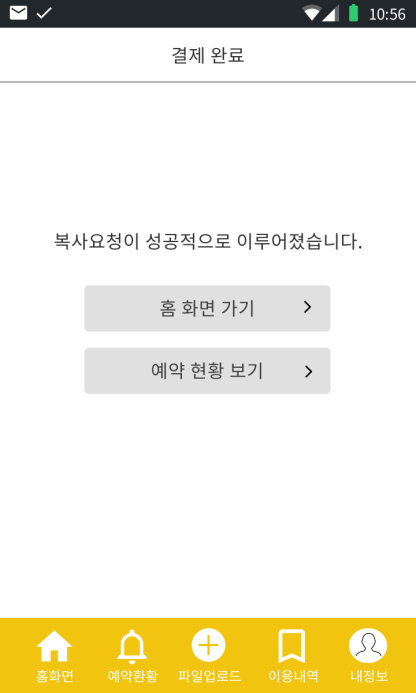 10:56
결제 완료
복사요청이 성공적으로 이루어졌습니다.
홈 화면 가기
예약 현황 보기
홈화면 예약환황 파일업로드 이용내역 내정보